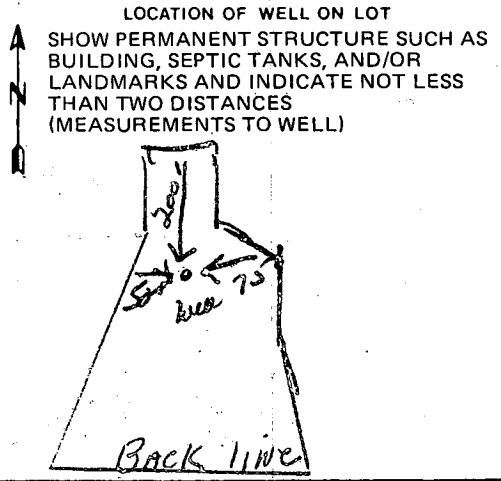 LOCATION OF WELL ON LOT
SHOW PERMANENT STRUCTURE SUCH AS
BUILDING, SEPTIC TANKS, AND/OR
LANDMARKS AND INDICATE NOT LESS
THAN TWO DISTANCES
(MEASUREMENTS TO WELL)
N
200'
75
Well
BACK line